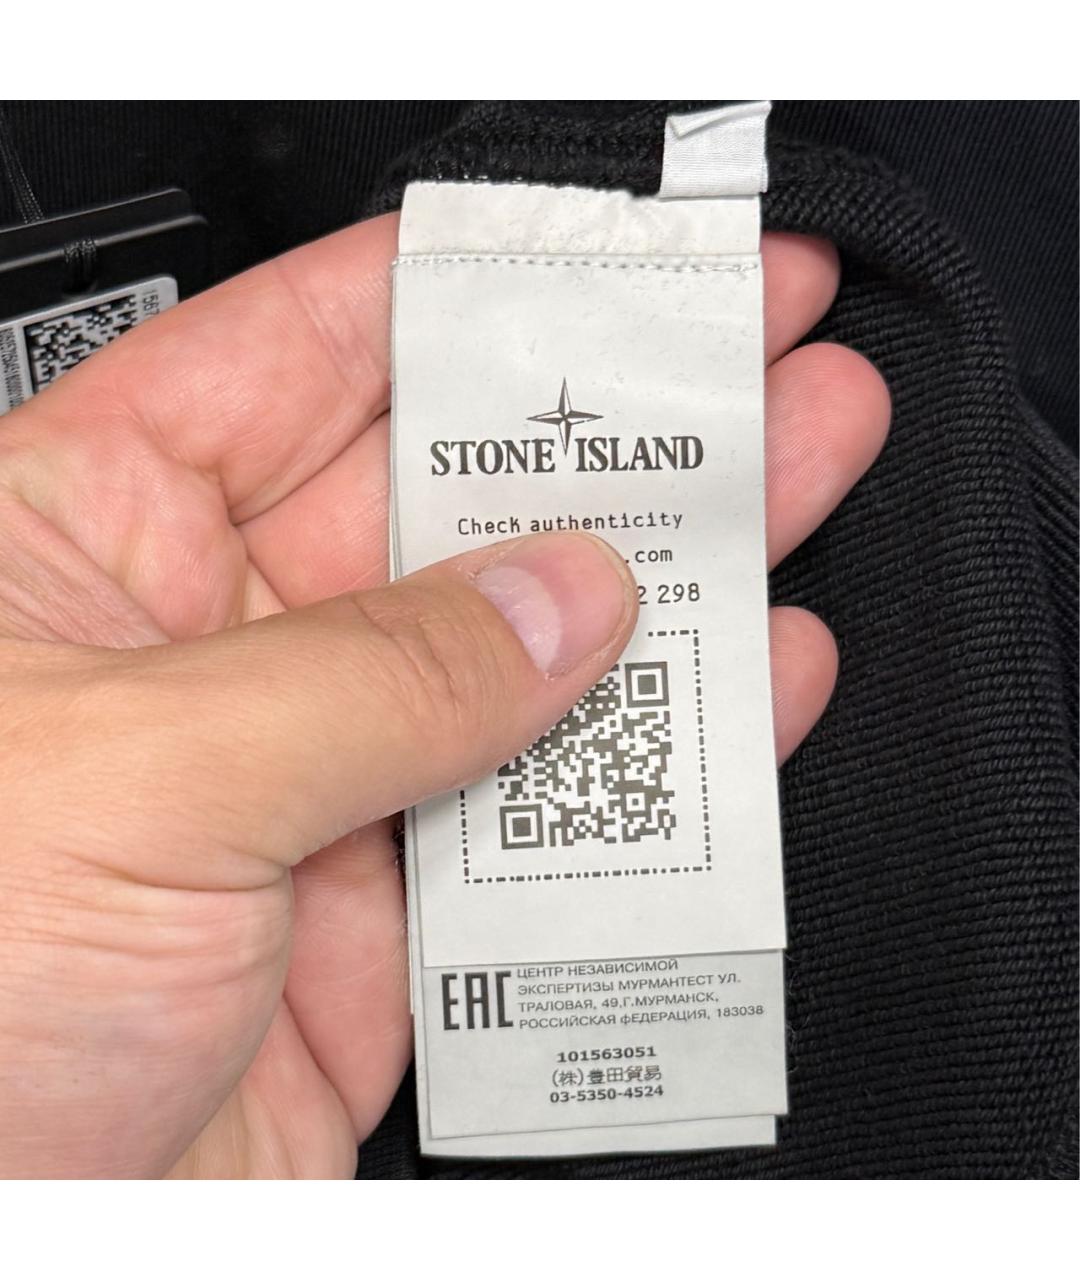 STONE ISLAND
Check authenticity
.com
2 298
EAC
ЦЕНТР НЕЗАВИСИМОЙ
ЭКСПЕРТИЗЫ МУРМАНТЕСТ УЛ.
ТРАЛОВАЯ, 49,Г.МУРМАНСК,
РОССИЙСКАЯ ФЕДЕРАЦИЯ, 183038
101563051
(株)豊田貿易
03-5350-4524